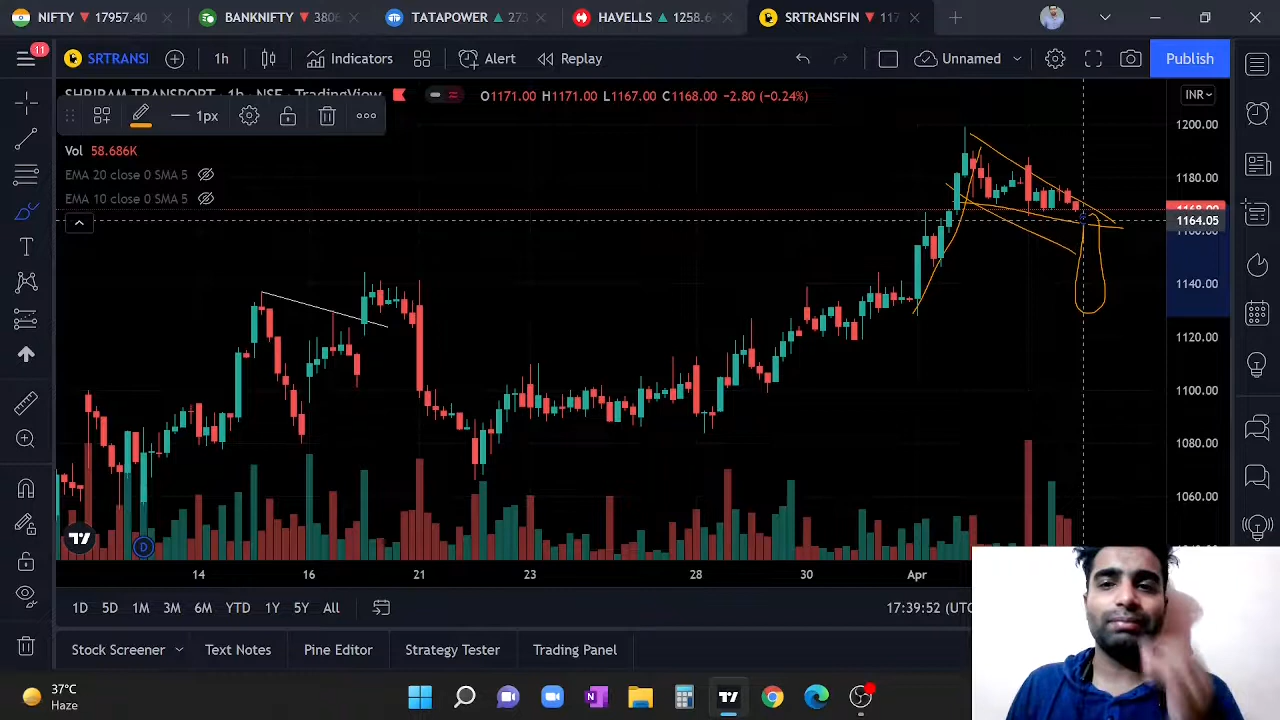 NIFTY ▼ 17957.40
BANKNIFTY ▼ 380
TATAPOWER ▲ 27
HAVELLS ▲ 1258.6
SRTRANSFIN ▼ 117
11
SRTRANSI
1h
Indicators
Alert
Replay
Unnamed
Publish
SHRIRAM TRANSPORT · 1h · NSE · TradingView
O1171.00 H1171.00 L1167.00 C1168.00 −2.80 (−0.24%)
INR
1px
Vol 58.686K
EMA 20 close 0 SMA 5
EMA 10 close 0 SMA 5
1200.00
1180.00
1168.00
1164.05
1160.00
1140.00
1120.00
1100.00
1080.00
1060.00
D
14
16
21
23
28
30
Apr
1D
5D
1M
3M
6M
YTD
1Y
5Y
All
17:39:52 (UTC
Stock Screener
Text Notes
Pine Editor
Strategy Tester
Trading Panel
37°C
Haze